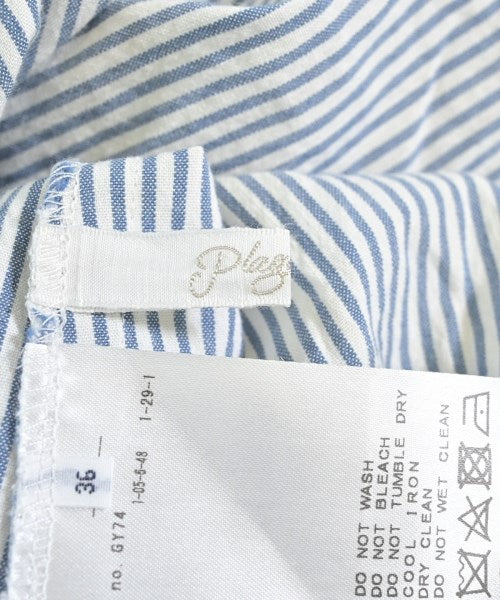 Plage
36
no. GY74
1-05-6-48
1-29-1
DO NOT WASH
DO NOT BLEACH
DO NOT TUMBLE DRY
COOL IRON
DRY CLEAN
DO NOT WET CLEAN